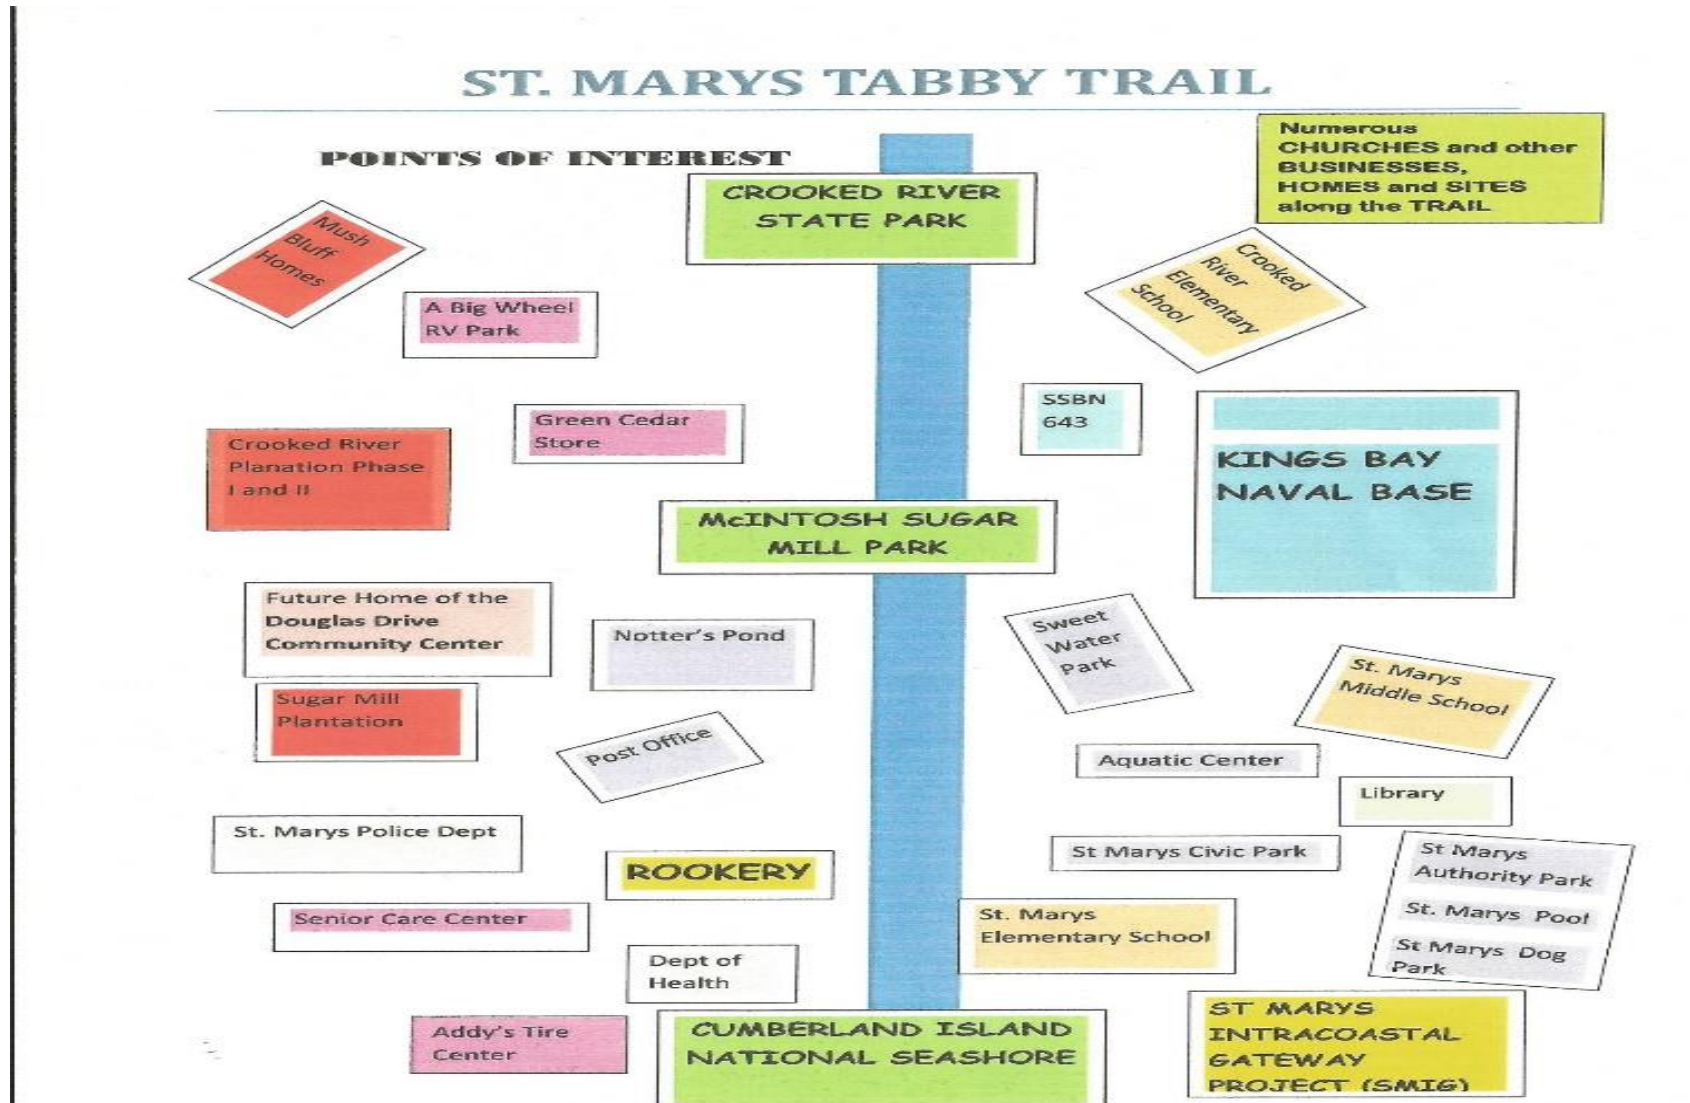 ST. MARYS TABBY TRAIL
POINTS OF INTEREST
Numerous
CHURCHES and other
BUSINESSES,
HOMES and SITES
along the TRAIL
CROOKED RIVER
STATE PARK
Mush
Bluff
Homes
Crooked
River
Elementary
School
A Big Wheel
RV Park
SSBN
643
Green Cedar
Store
Crooked River
Planation Phase
I and II
KINGS BAY
NAVAL BASE
McINTOSH SUGAR
MILL PARK
Future Home of the
Douglas Drive
Community Center
Notter's Pond
Sweet
Water
Park
St. Marys
Middle School
Sugar Mill
Plantation
Post Office
Aquatic Center
Library
St. Marys Police Dept
St Marys Civic Park
St Marys
Authority Park
St. Marys Pool
St Marys Dog
Park
ROOKERY
Senior Care Center
St. Marys
Elementary School
Dept of
Health
Addy's Tire
Center
CUMBERLAND ISLAND
NATIONAL SEASHORE
ST MARYS
INTRACOASTAL
GATEWAY
PROJECT (SMIG)